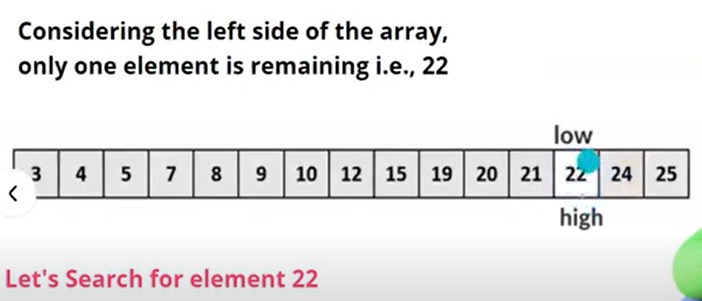 Considering the left side of the array,
only one element is remaining i.e., 22
low
3 4 5 7 8 9 10 12 15 19 20 21 22 24 25
high
Let's Search for element 22